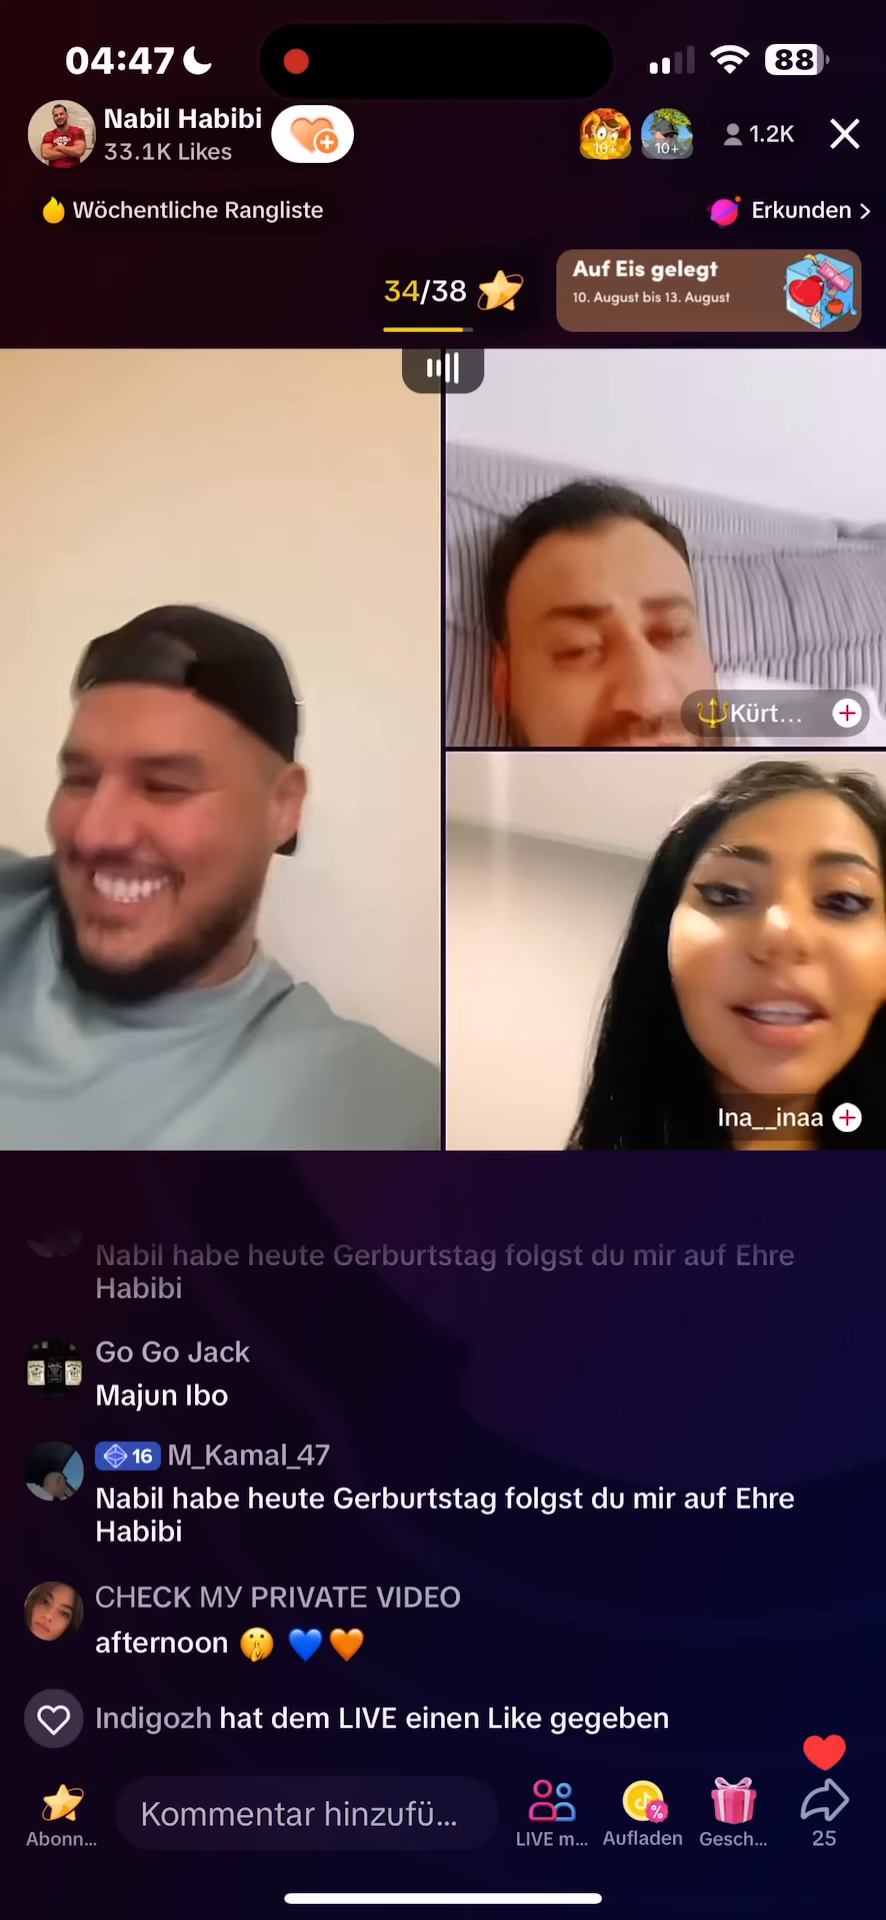 04:47
88
Nabil Habibi
33.1K Likes
10+
10+
1.2K
Wöchentliche Rangliste
Erkunden >
34/38
Auf Eis gelegt
10. August bis 13. August
Kürt...
Ina__inaa
Nabil habe heute Gerburtstag folgst du mir auf Ehre
Habibi
Go Go Jack
Majun Ibo
16 M_Kamal_47
Nabil habe heute Gerburtstag folgst du mir auf Ehre
Habibi
CHECK MY PRIVATE VIDEO
afternoon 🤫 💙🧡
Indigozh hat dem LIVE einen Like gegeben
Kommentar hinzufü...
Abonn...
LIVE m...
Aufladen
Gesch...
25